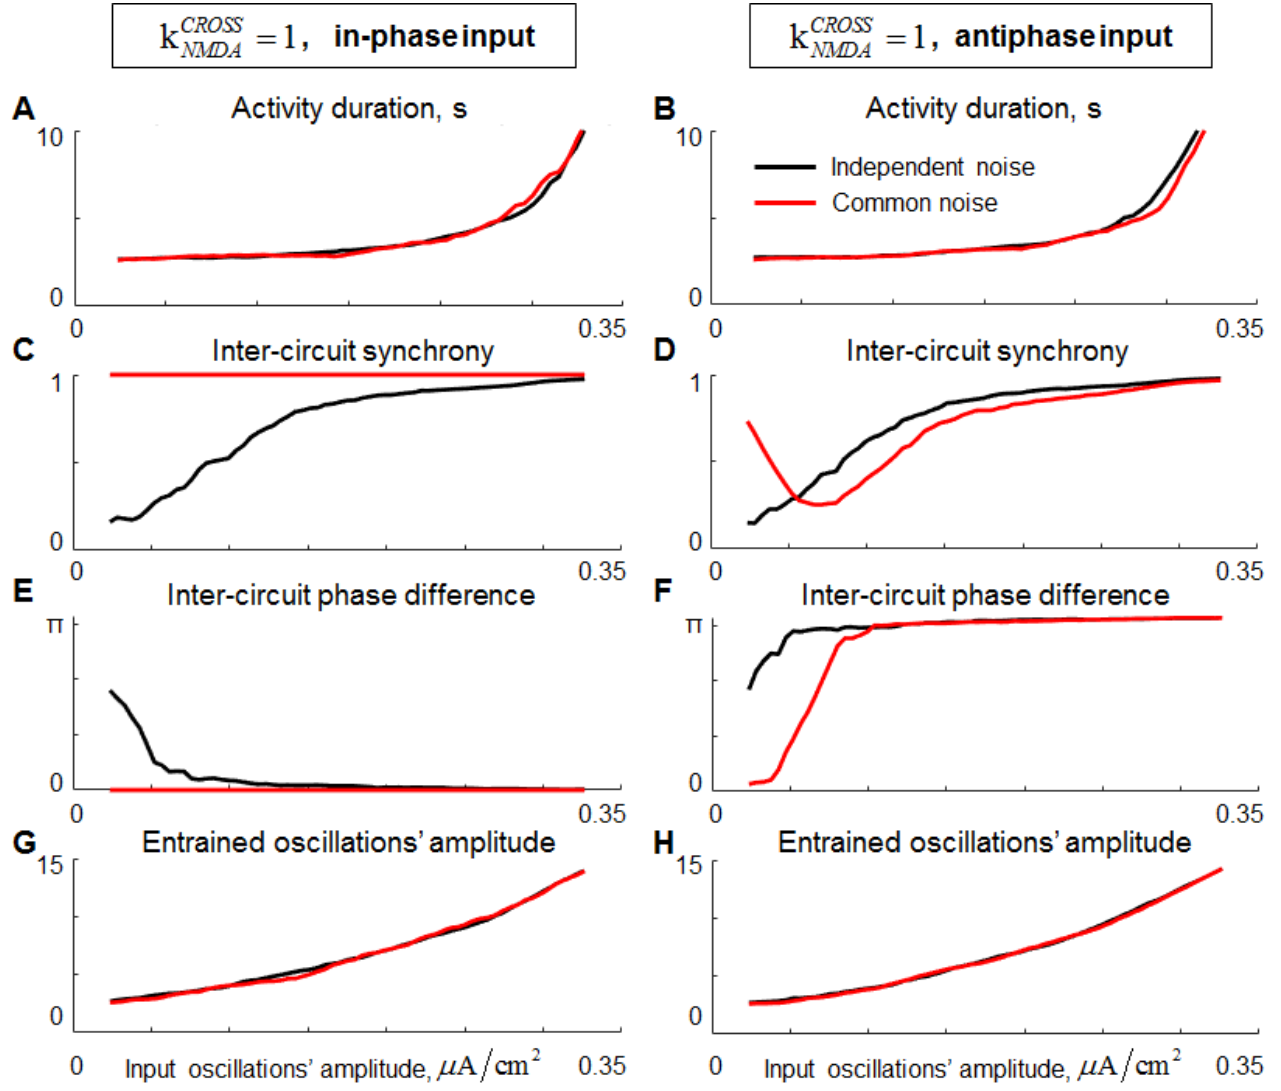 k^{CROSS}_{NMDA} = 1, in-phase input
k^{CROSS}_{NMDA} = 1, antiphase input
A Activity duration, s
10
0
0 0.35
B Activity duration, s
10
Independent noise
Common noise
0
0 0.35
C Inter-circuit synchrony
1
0
0 0.35
D Inter-circuit synchrony
1
0
0 0.35
E Inter-circuit phase difference
π
0
0 0.35
F Inter-circuit phase difference
π
0
0 0.35
G Entrained oscillations’ amplitude
15
0
0 Input oscillations’ amplitude, μA/cm² 0.35
H Entrained oscillations’ amplitude
15
0
0 Input oscillations’ amplitude, μA/cm² 0.35